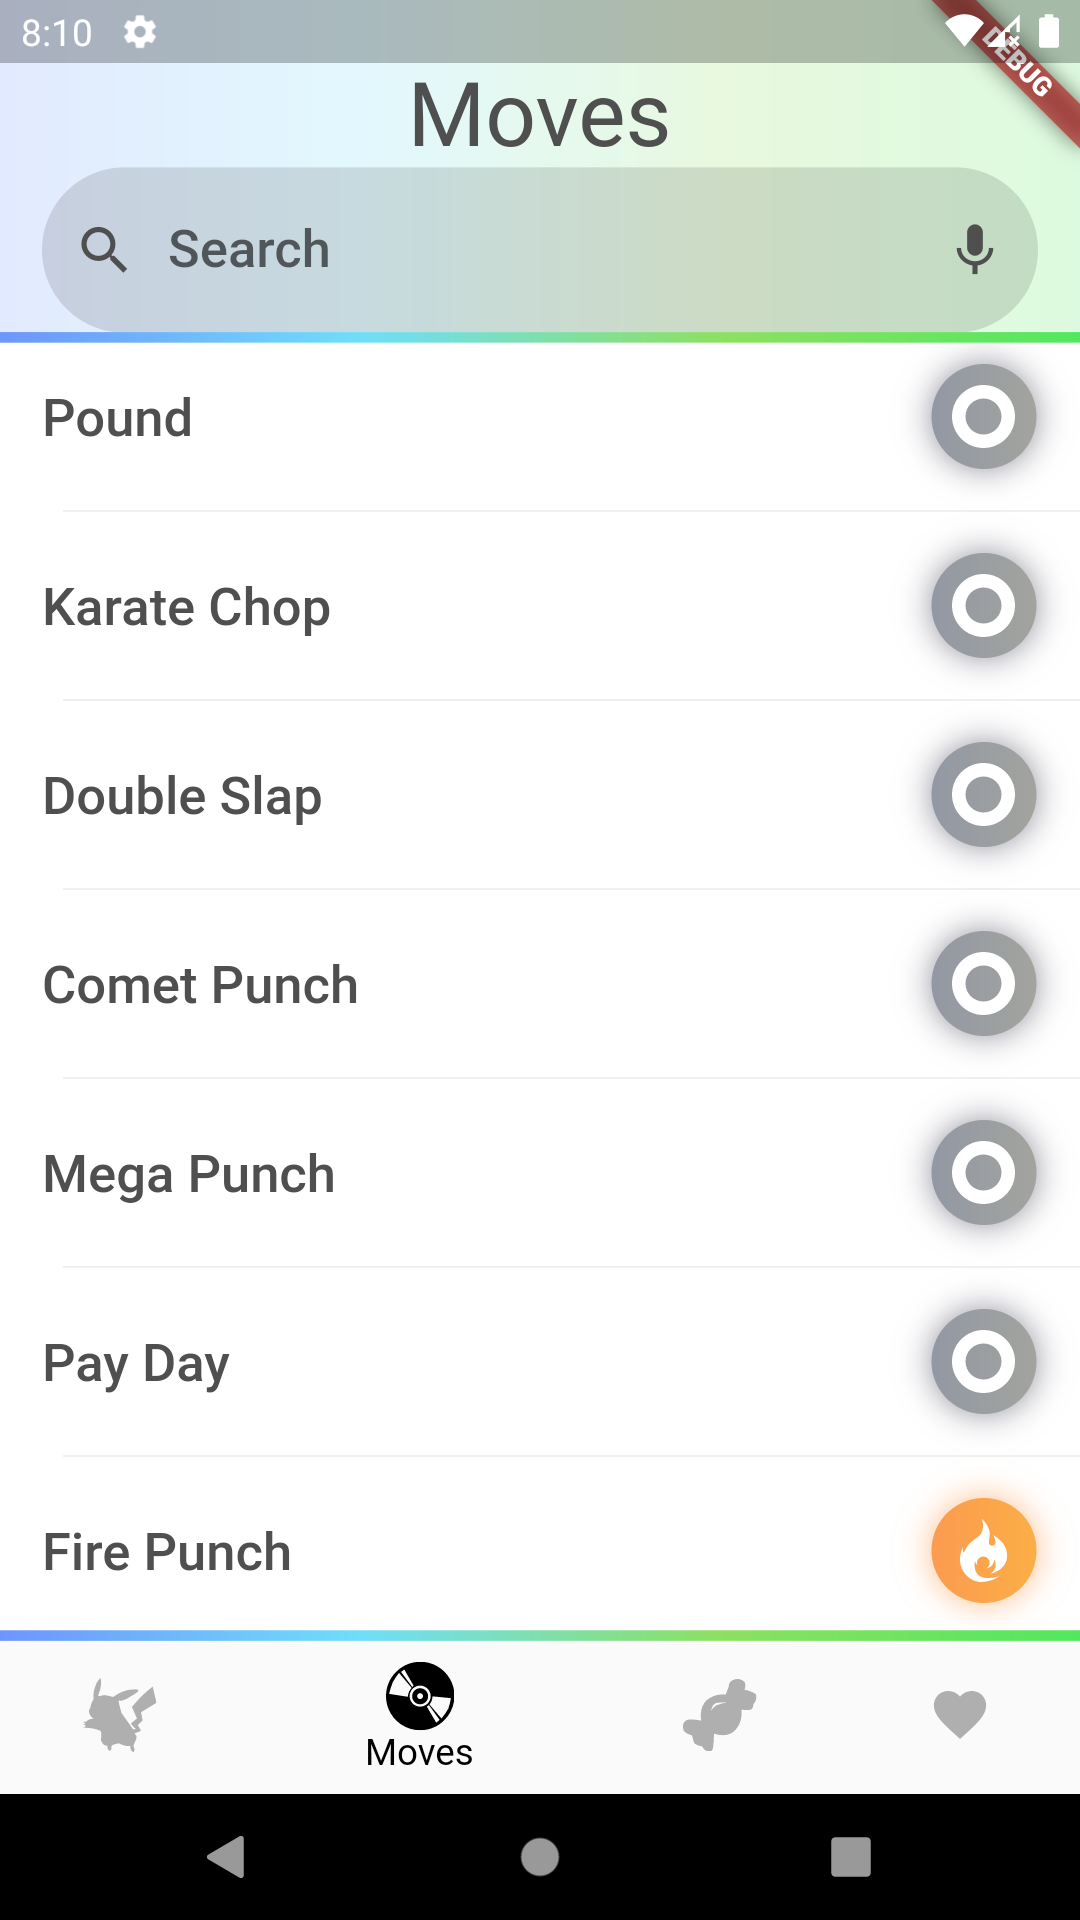 8:10
DEBUG
Moves
Search
Pound
Karate Chop
Double Slap
Comet Punch
Mega Punch
Pay Day
Fire Punch
Moves